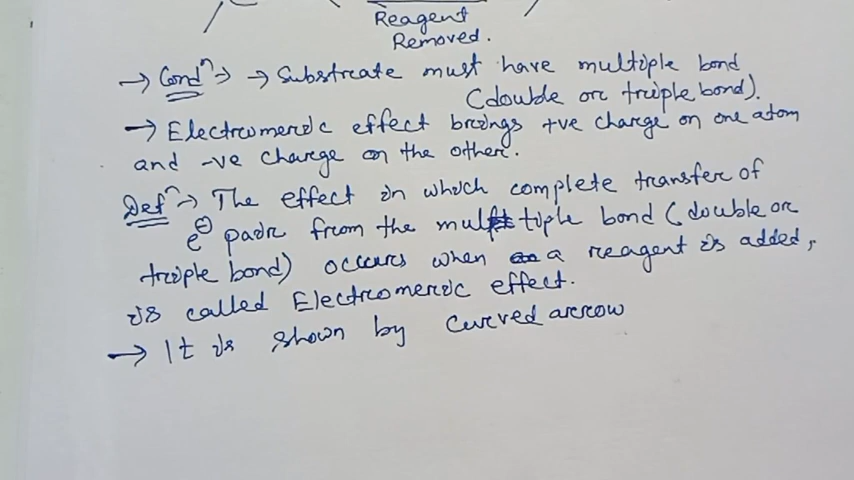 Reagent
Removed.
→ Condⁿ → → Substrate must have multiple bond
(double or triple bond).
→ Electromeric effect brings +ve charge on one atom
and -ve charge on the other.
Defⁿ → The effect in which complete transfer of
e⊖ pair from the multiple bond (double or
triple bond) occurs when a reagent is added,
is called Electromeric effect.
→ It is shown by curved arrow